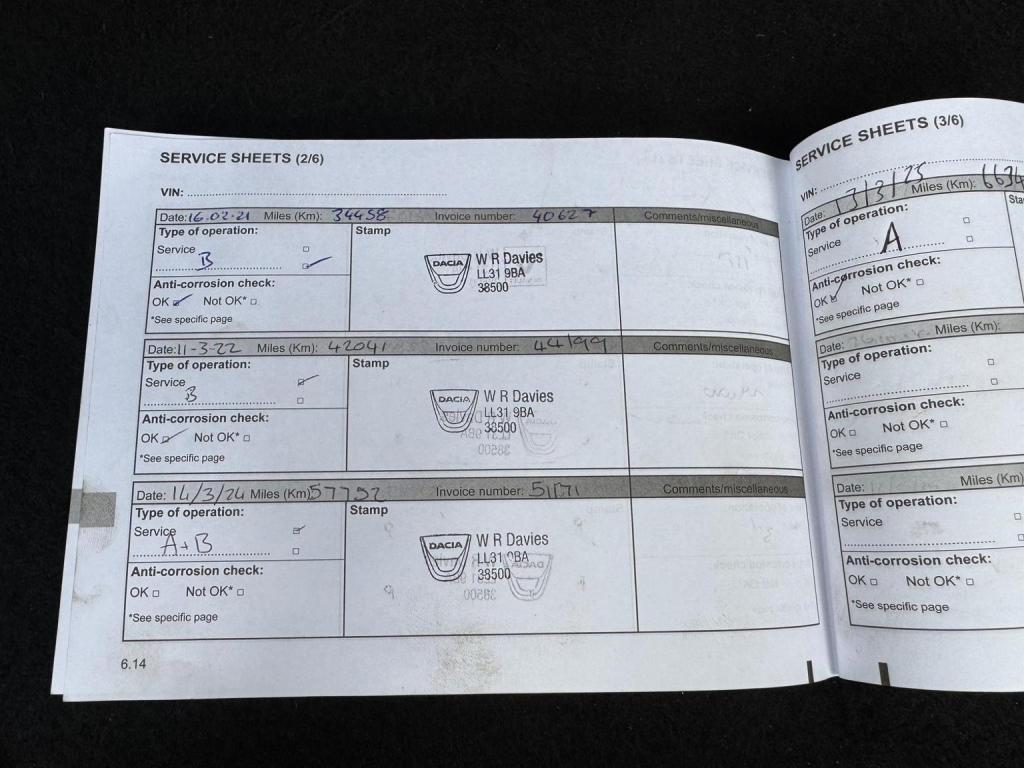 SERVICE SHEETS (2/6)
VIN:
Date: 16.02.21 Miles (Km): 34458 Invoice number: 40627 Comments/miscellaneous
Type of operation:
Stamp
Service
B
DACIA
W R Davies
LL31 9BA
38500
Anti-corrosion check:
OK Not OK*
*See specific page
Date: 11-3-22 Miles (Km): 42041 Invoice number: 44199 Comments/miscellaneous
Type of operation:
Stamp
Service
B
DACIA
W R Davies
LL31 9BA
38500
Anti-corrosion check:
OK Not OK*
*See specific page
Date: 14/3/24 Miles (Km) 57752 Invoice number: Comments/miscellaneous
Type of operation:
Stamp
Service
A+B
DACIA
W R Davies
LL31 9BA
38500
Anti-corrosion check:
OK Not OK*
*See specific page
6.14
SERVICE SHEETS (3/6)
VIN:
Date: 13/3/25 Miles (Km): 6634
Type of operation:
Sta
Service
A
Anti-corrosion check:
OK Not OK*
*See specific page
Date: Miles (Km):
Type of operation:
Service
Anti-corrosion check:
OK Not OK*
*See specific page
Date: Miles (Km)
Type of operation:
Service
Anti-corrosion check:
OK Not OK*
*See specific page